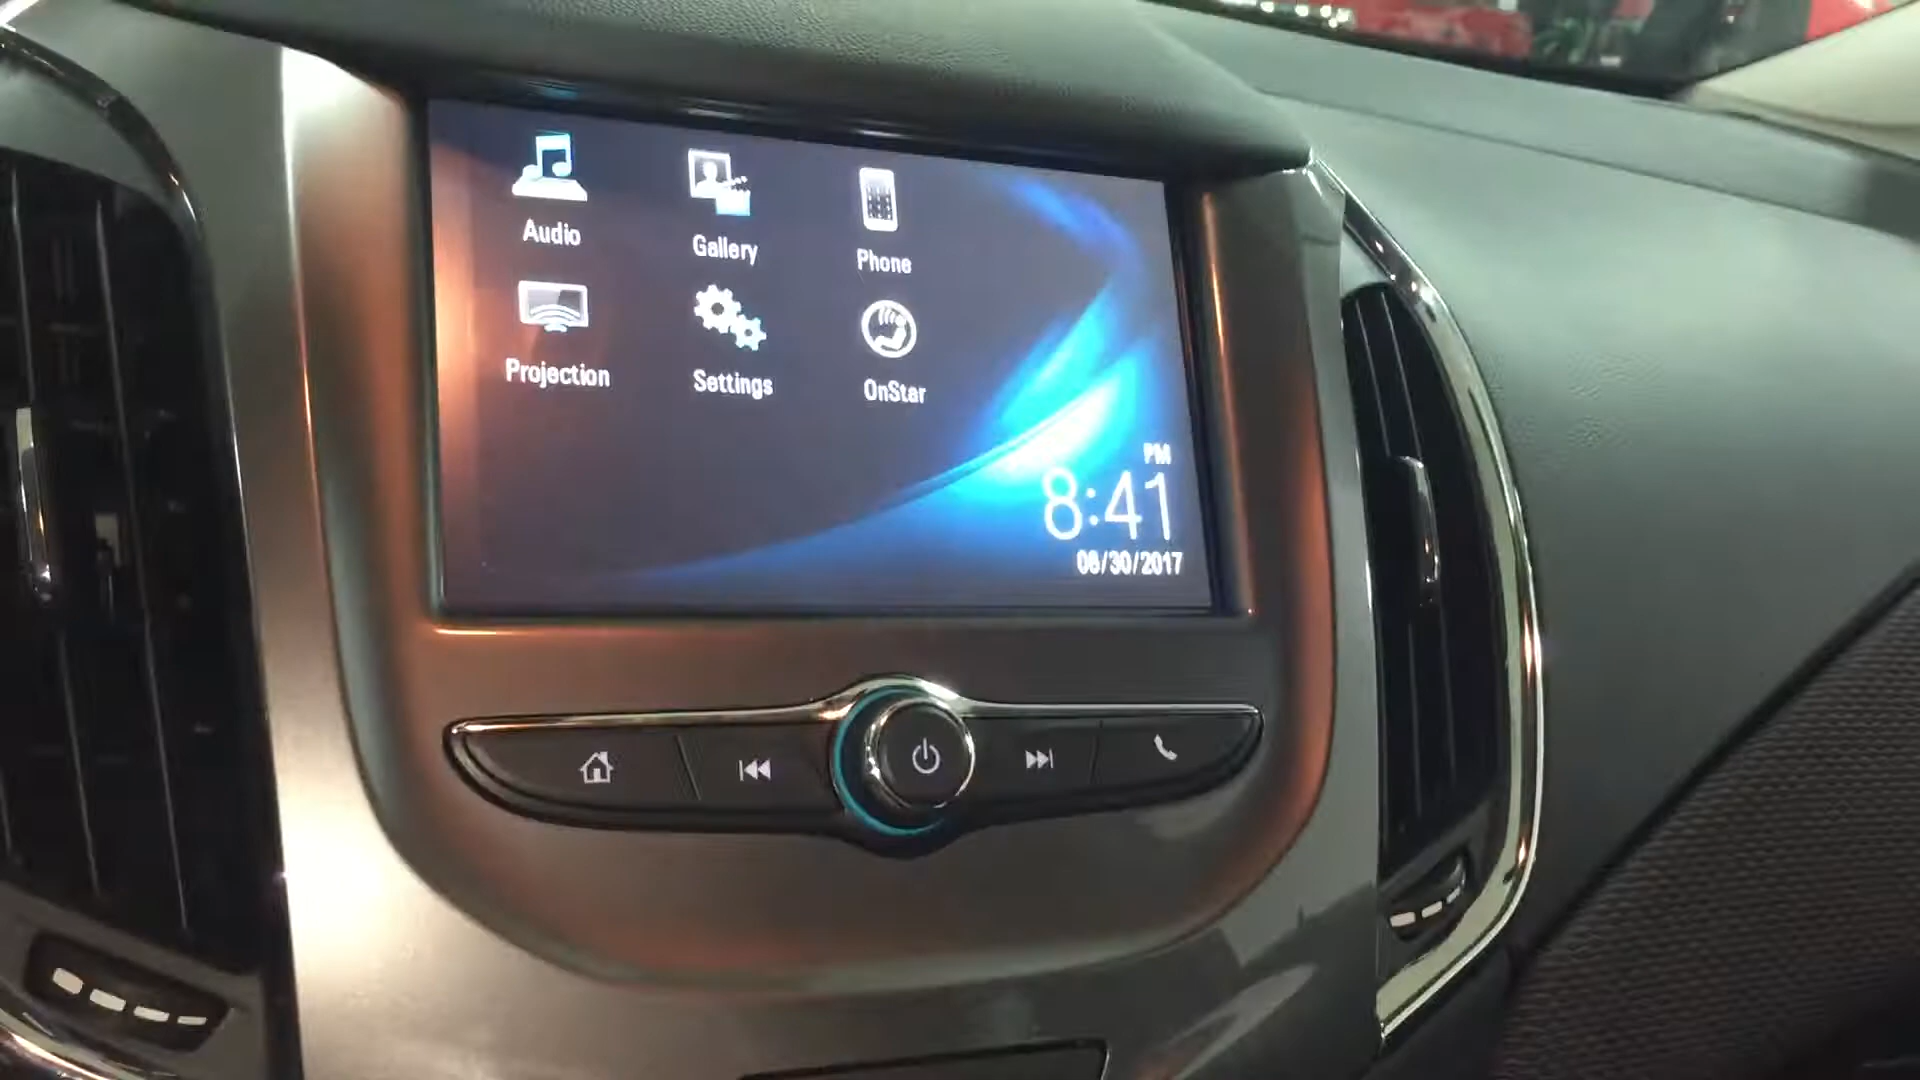 Audio
Gallery
Phone
Projection
Settings
OnStar
PM
8:41
08/30/2017